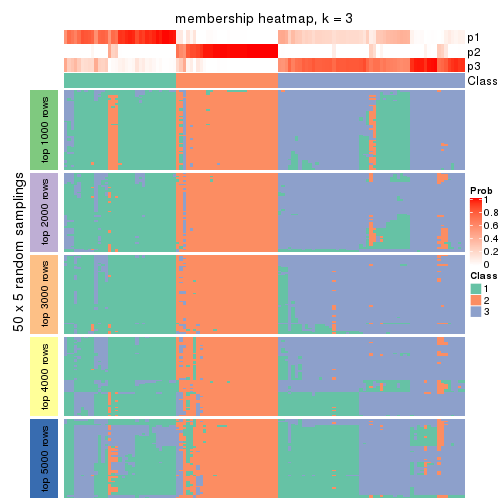 membership heatmap, k = 3
p1
p2
p3
Class
50 x 5 random samplings
top 1000 rows
top 2000 rows
top 3000 rows
top 4000 rows
top 5000 rows
Prob
1
0.8
0.6
0.4
0.2
0
Class
1
2
3